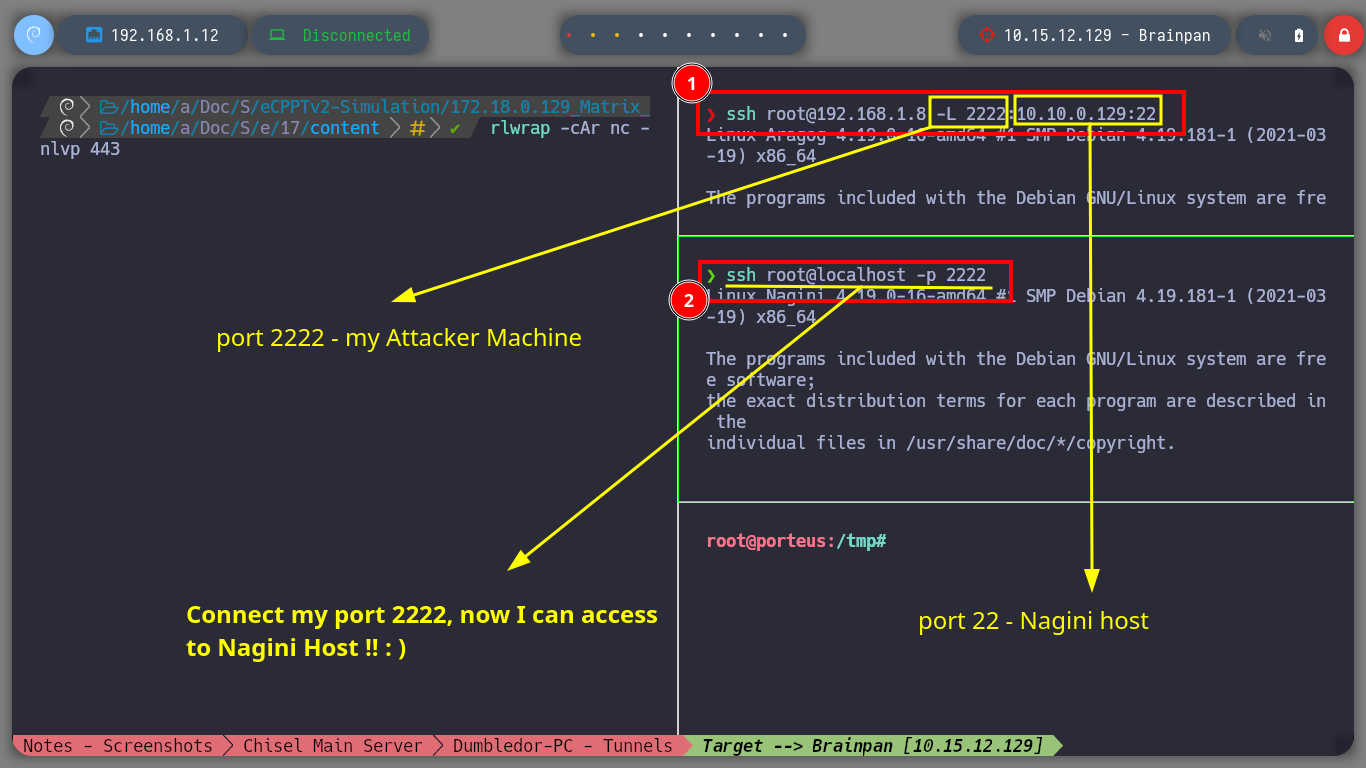 192.168.1.12
Disconnected
10.15.12.129 - Brainpan
/home/a/Doc/S/eCPPTv2-Simulation/172.18.0.129_Matrix_
/home/a/Doc/S/e/17/content # ✔ rlwrap -cAr nc -
nlvp 443
1
❯ ssh root@192.168.1.8 -L 2222:10.10.0.129:22
Linux Aragog 4.19.0-16-amd64 #1 SMP Debian 4.19.181-1 (2021-03
-19) x86_64
The programs included with the Debian GNU/Linux system are fre
❯ ssh root@localhost -p 2222
2
Linux Nagini 4.19.0-16-amd64 #1 SMP Debian 4.19.181-1 (2021-03
-19) x86_64
port 2222 - my Attacker Machine
The programs included with the Debian GNU/Linux system are fre
e software;
the exact distribution terms for each program are described in
the
individual files in /usr/share/doc/*/copyright.
root@porteus:/tmp#
Connect my port 2222, now I can access
to Nagini Host !! : )
port 22 - Nagini host
Notes - Screenshots
Chisel Main Server
Dumbledor-PC - Tunnels
Target --> Brainpan [10.15.12.129]